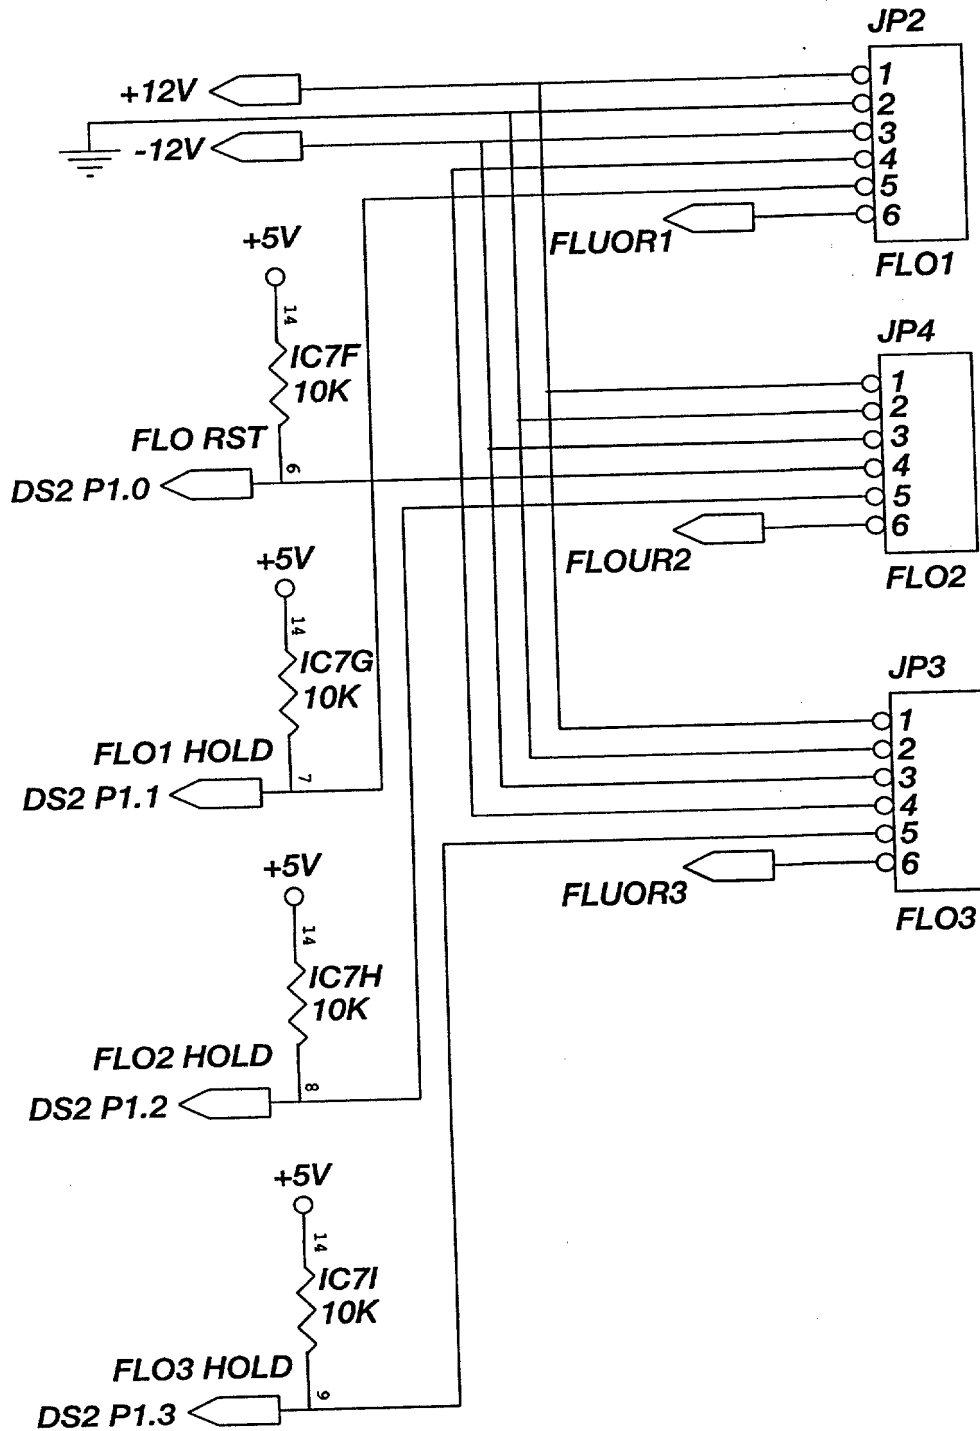 JP2
+12V
1
2
-12V
3
4
5
6
FLUOR1
FLO1
+5V
14
IC7F
10K
FLO RST
6
DS2 P1.0
JP4
1
2
3
4
5
6
FLOUR2
FLO2
+5V
14
IC7G
10K
FLO1 HOLD
7
DS2 P1.1
JP3
1
2
3
4
5
6
FLUOR3
FLO3
+5V
14
IC7H
10K
FLO2 HOLD
8
DS2 P1.2
+5V
14
IC7I
10K
FLO3 HOLD
9
DS2 P1.3